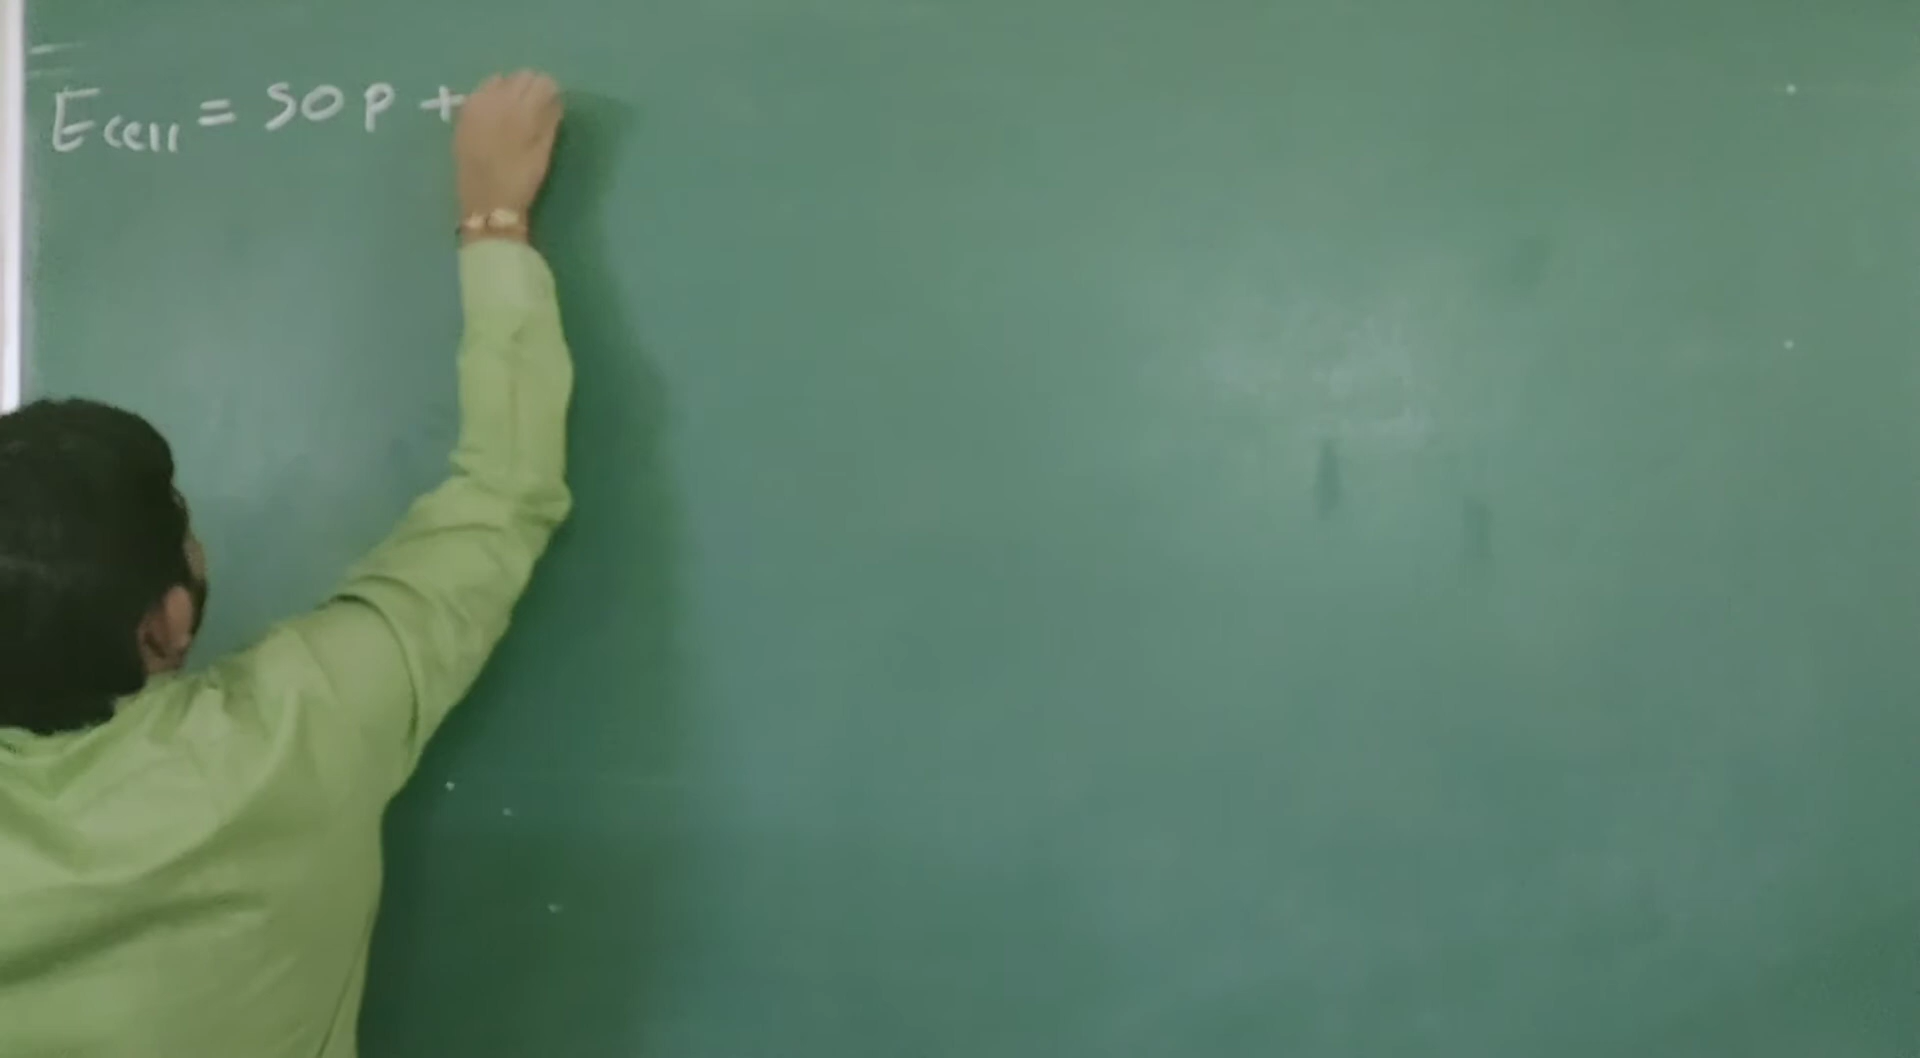 Ecell = SOP +